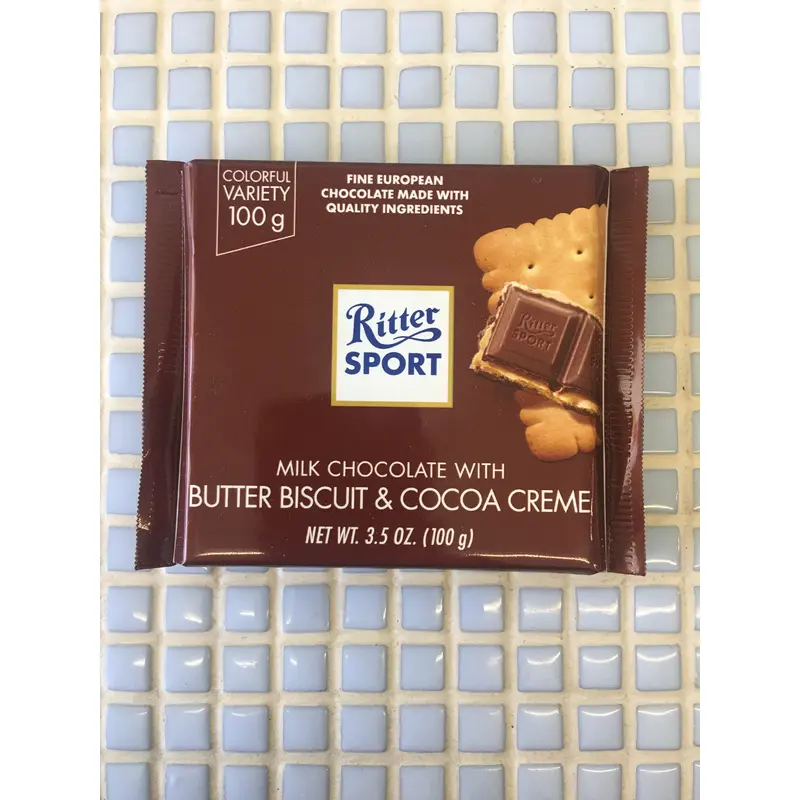 COLORFUL
VARIETY
100 g
FINE EUROPEAN
CHOCOLATE MADE WITH
QUALITY INGREDIENTS
Ritter
SPORT
Ritter
SPORT
MILK CHOCOLATE WITH
BUTTER BISCUIT & COCOA CREME
NET WT. 3.5 OZ. (100 g)